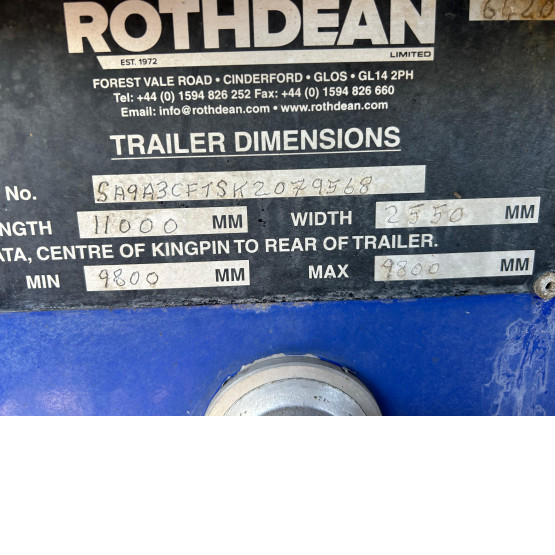 ROTHDEAN
EST. 1972 LIMITED
FOREST VALE ROAD • CINDERFORD • GLOS • GL14 2PH
Tel: +44 (0) 1594 826 252 Fax: +44 (0) 1594 826 660
Email: info@rothdean.com • www.rothdean.com
TRAILER DIMENSIONS
No. SA9A3CFTSK2079568
NGTH 11000 MM WIDTH 2550 MM
ATA, CENTRE OF KINGPIN TO REAR OF TRAILER.
MIN 9800 MM MAX 9800 MM